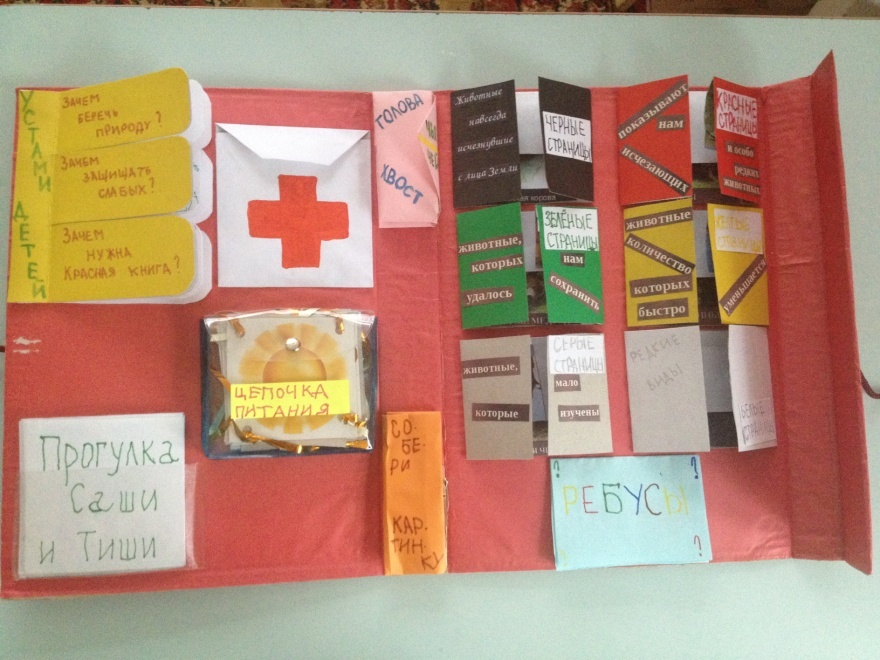 УСТАМИ ДЕТЕЙ
ЗАЧЕМ
БЕРЕЧЬ
ПРИРОДУ?
ЗАЧЕМ
ЗАЩИЩАТЬ
СЛАБЫХ?
ЗАЧЕМ
НУЖНА
КРАСНАЯ КНИГА?
ГОЛОВА
ХВОСТ
ЦЕПОЧКА
ПИТАНИЯ
Прогулка
Саши
и Тиши
СО-
БЕ-
РИ
КАР-
ТИН-
КУ
Животные
навсегда
исчезнувшие
с лица Земли
ЧЕРНЫЕ
СТРАНИЦЫ
показывают
нам
исчезающих
КРАСНЫЕ
СТРАНИЦЫ
и особо
редких
животных
животные,
которых
удалось
ЗЕЛЁНЫЕ
СТРАНИЦЫ
нам
сохранить
животные
количество
которых
быстро
ЖЕЛТЫЕ
СТРАНИЦЫ
уменьшается
животные,
которые
СЕРЫЕ
СТРАНИЦЫ
мало
изучены
РЕДКИЕ
ВИДЫ
БЕЛЫЕ
СТРАНИЦЫ
? РЕБУСЫ ?
?